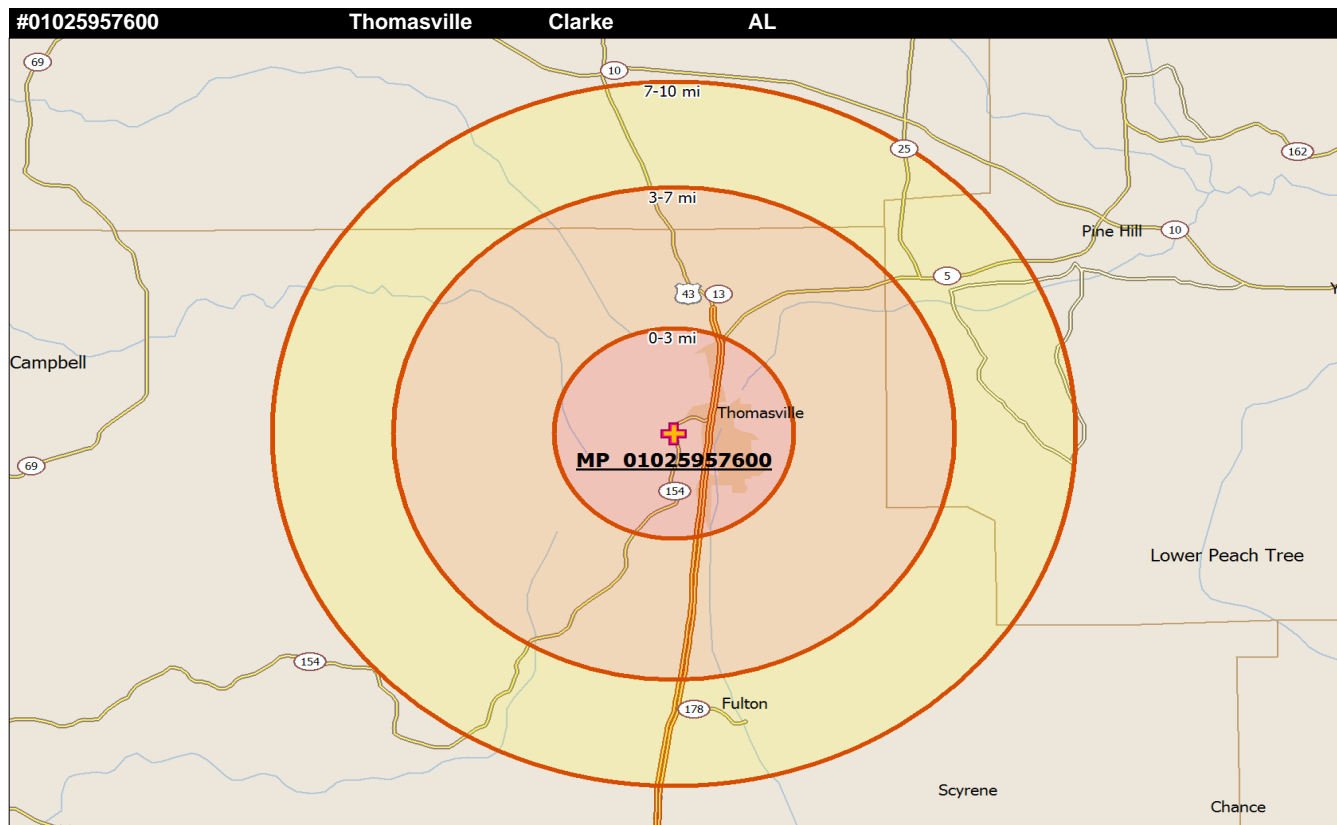 #01025957600 Thomasville Clarke AL
69
10
7-10 mi
25
162
3-7 mi
Pine Hill
10
5
43
13
Y
0-3 mi
Campbell
Thomasville
MP 01025957600
69
154
Lower Peach Tree
154
178
Fulton
Scyrene
Chance